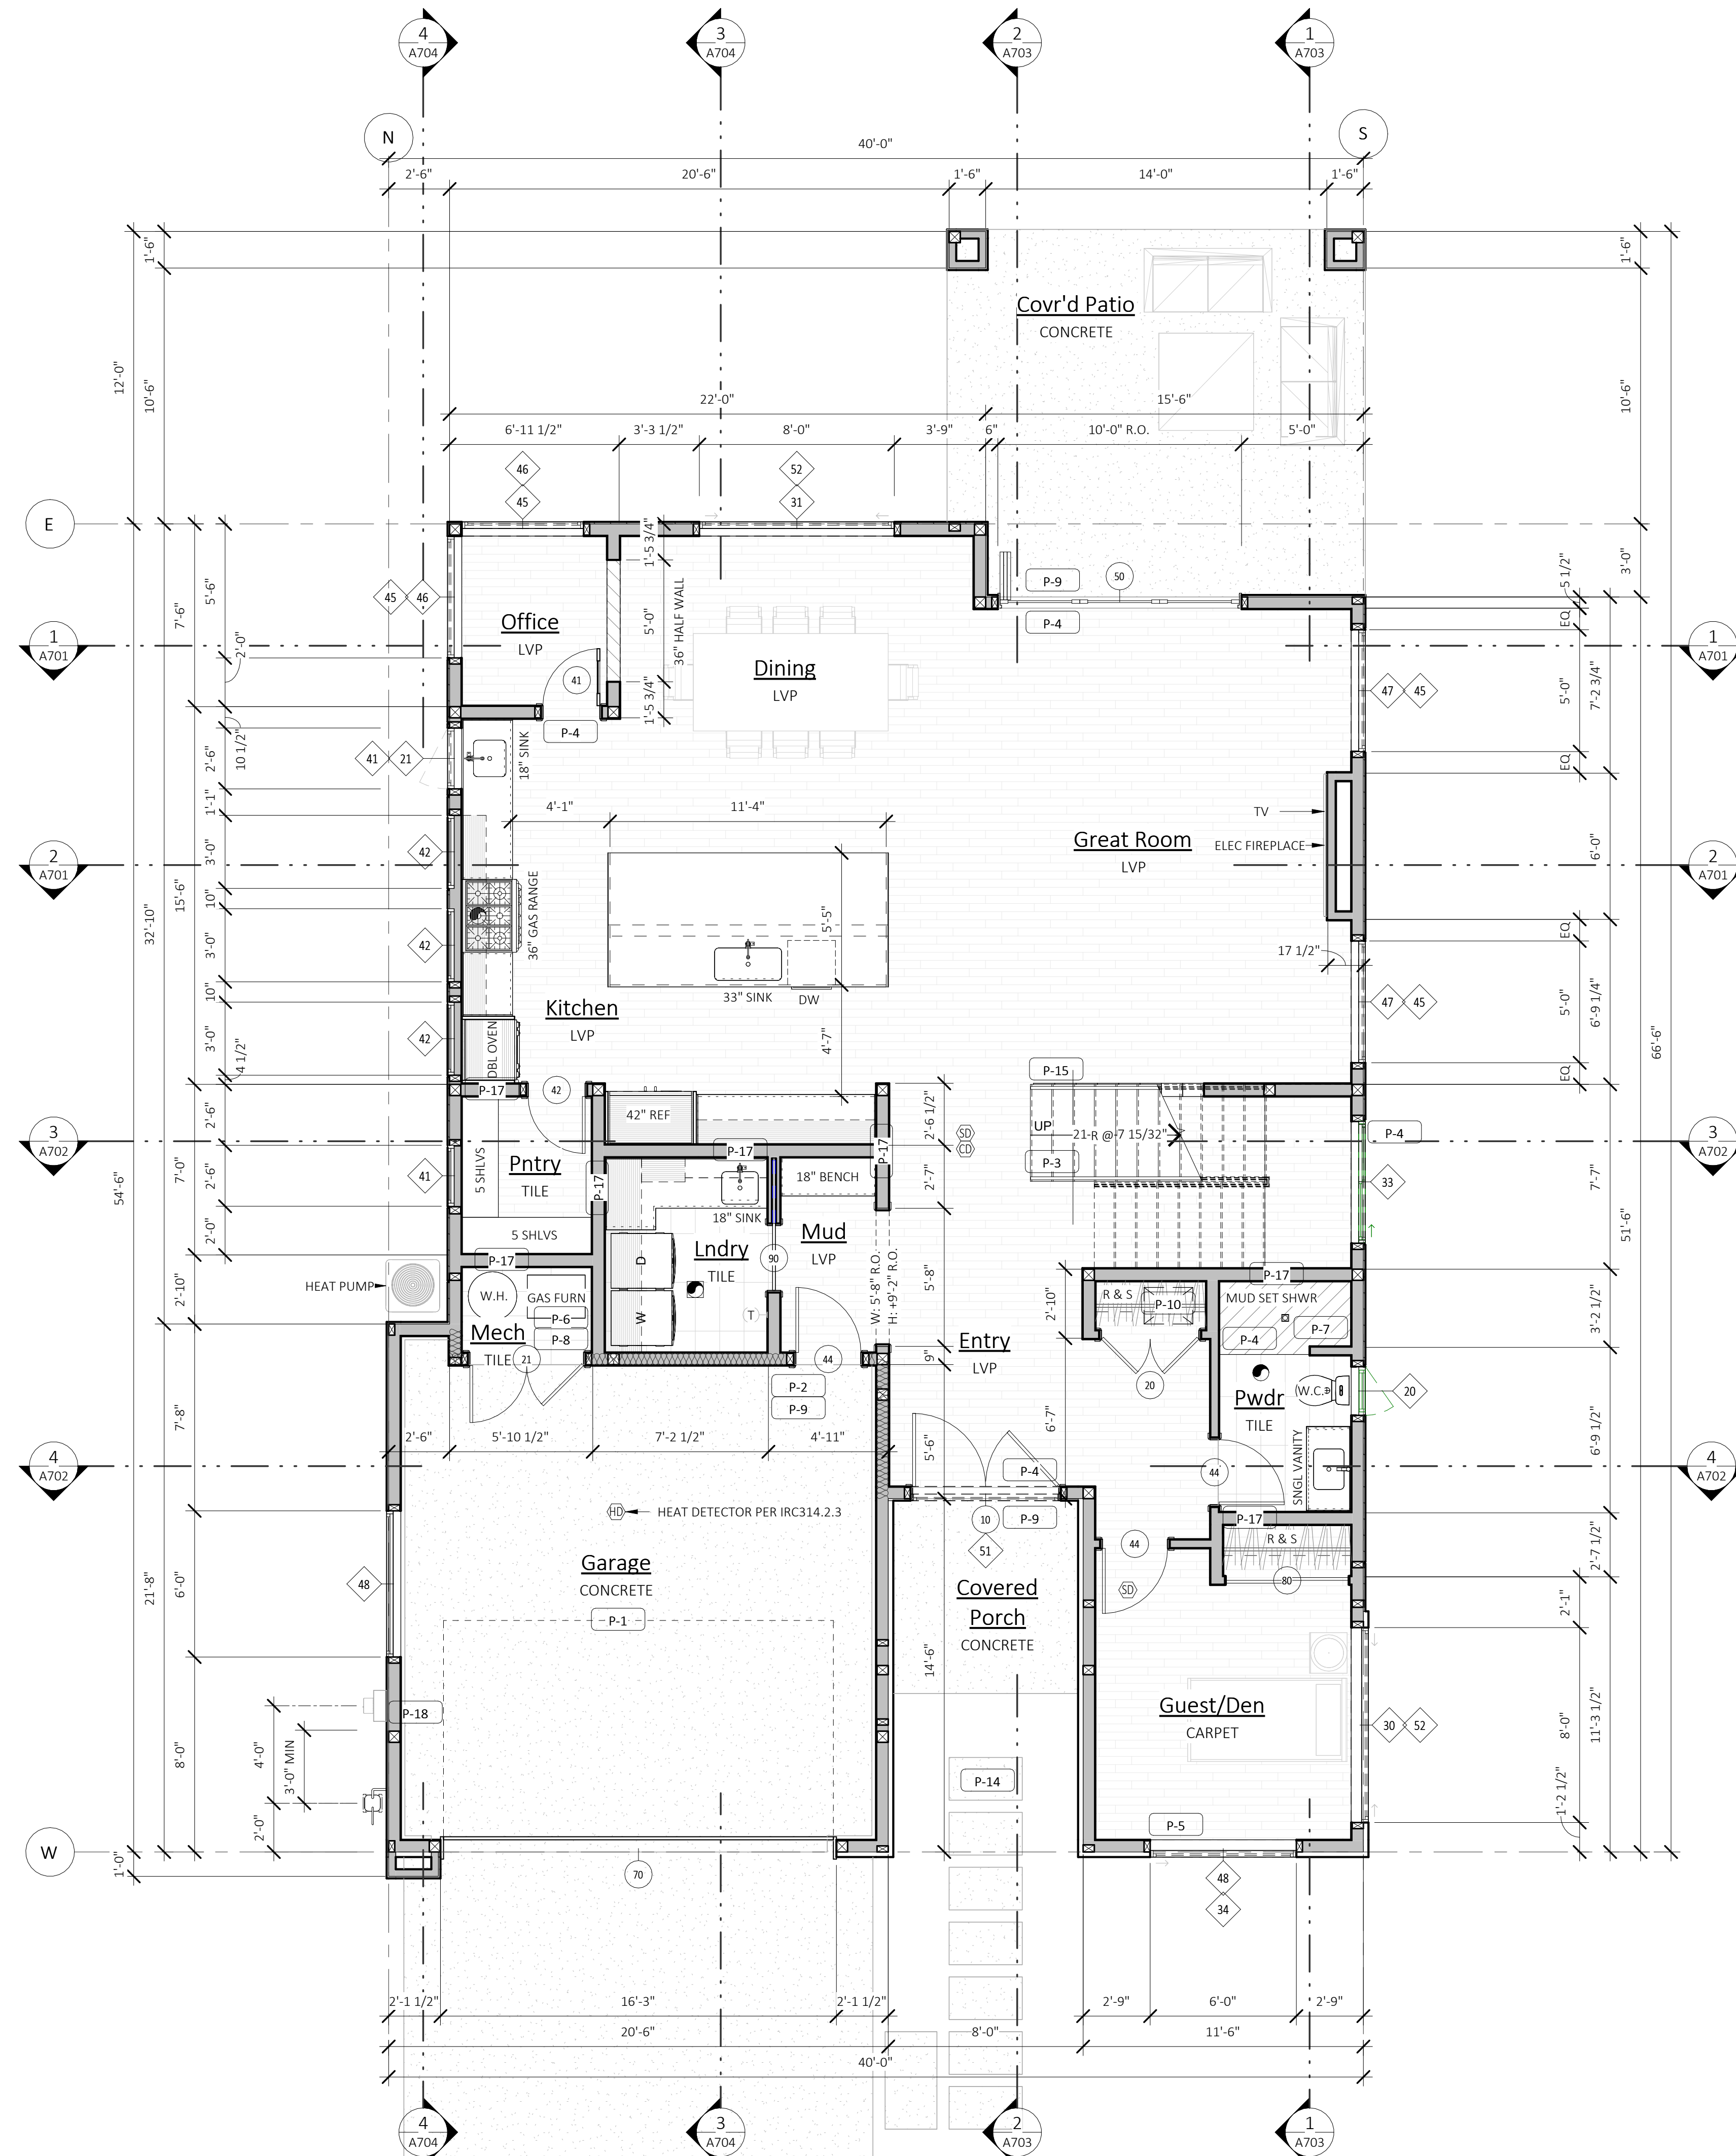 4
A704
3
A704
2
A703
1
A703
N
S
40'-0"
2'-6"
20'-6"
1'-6"
14'-0"
1'-6"
1'-6"
12'-0"
10'-6"
Covr'd Patio
CONCRETE
1'-6"
10'-6"
22'-0"
15'-6"
6'-11 1/2"
3'-3 1/2"
8'-0"
3'-9"
6"
10'-0" R.O.
5'-0"
46
45
52
31
E
3'-0"
5 1/2"
EQ
P-9
50
P-4
1'-5 3/4"
5'-0"
36" HALF WALL
1'-5 3/4"
45
46
5'-6"
7'-6"
2'-0"
Office
LVP
41
P-4
Dining
LVP
1
A701
1
A701
47
45
5'-0"
7'-2 3/4"
EQ
10 1/2"
2'-6"
1'-1"
41
21
18" SINK
4'-1"
11'-4"
TV
ELEC FIREPLACE
Great Room
LVP
6'-0"
2
A701
2
A701
42
3'-0"
10"
15'-6"
32'-10"
36" GAS RANGE
5'-5"
42
3'-0"
10"
33" SINK
DW
EQ
17 1/2"
47
45
5'-0"
6'-9 1/4"
EQ
66'-6"
Kitchen
LVP
DBL OVEN
42
3'-0"
4 1/2"
4'-7"
P-17
42
42" REF
P-15
UP
21-R @ 7 15/32"
P-3
2'-6 1/2"
SD
CD
2'-7"
3
A702
3
A702
P-4
33
7'-7"
51'-6"
2'-6"
7'-0"
2'-6"
2'-0"
54'-6"
41
5 SHLVS
Pntry
TILE
5 SHLVS
P-17
P-17
P-17
18" BENCH
18" SINK
Mud
LVP
90
Lndry
TILE
D
W
T
W: 5'-8" R.O.
H: +9'-2" R.O.
5'-8"
9"
P-17
HEAT PUMP
2'-10"
W.H.
GAS FURN
P-6
P-8
Mech
TILE
21
44
P-2
P-9
Entry
LVP
2'-10"
R & S
P-10
20
P-17
MUD SET SHWR
P-4
P-7
3'-2 1/2"
W.C.
20
Pwdr
TILE
SNGL VANITY
44
6'-9 1/2"
6'-7"
5'-6"
P-4
7'-8"
2'-6"
5'-10 1/2"
7'-2 1/2"
4'-11"
4
A702
4
A702
HD
HEAT DETECTOR PER IRC314.2.3
10
P-9
51
P-17
R & S
44
SD
80
2'-7 1/2"
Garage
CONCRETE
P-1
48
6'-0"
21'-8"
Covered
Porch
CONCRETE
14'-6"
2'-1"
Guest/Den
CARPET
30
52
8'-0"
11'-3 1/2"
1'-2 1/2"
P-18
8'-0"
4'-0"
3'-0" MIN
2'-0"
P-14
P-5
W
1'-0"
70
48
34
2'-1 1/2"
16'-3"
2'-1 1/2"
2'-9"
6'-0"
2'-9"
20'-6"
8'-0"
11'-6"
40'-0"
4
A704
3
A704
2
A703
1
A703